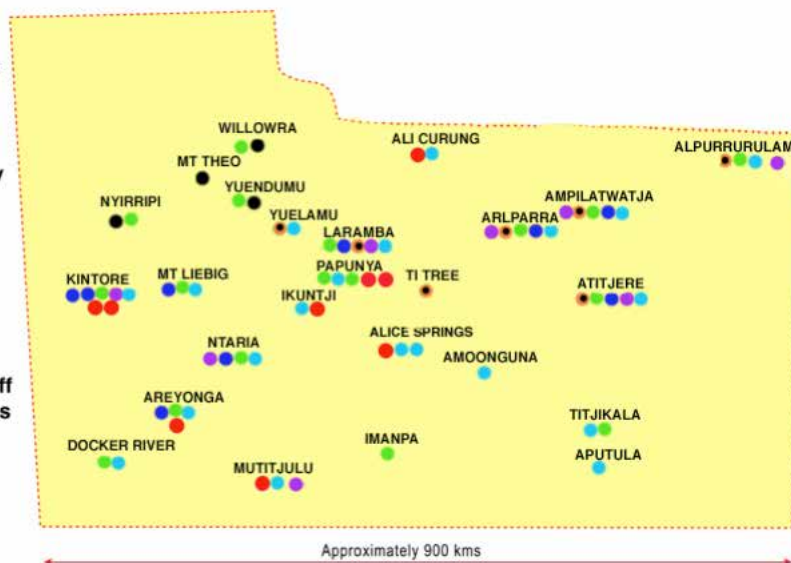 WILLOWRA
ALI CURUNG
ALPURRURULAM
MT THEO
YUENDUMU
NYIRRIPI
YUELAMU
AMPILATWATJA
ARLPARRA
LARAMBA
PAPUNYA
KINTORE
MT LIEBIG
TI TREE
ATITJERE
IKUNTJI
ALICE SPRINGS
NTARIA
AMOONGUNA
ff
s
AREYONGA
TITJIKALA
DOCKER RIVER
IMANPA
APUTULA
MUTITJULU
Approximately 900 kms